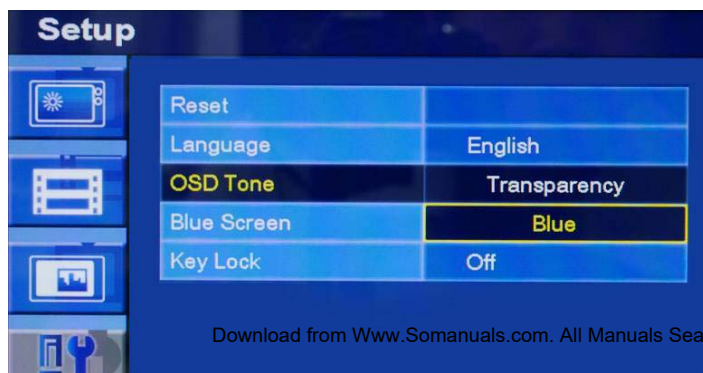 Setup
Reset
Language English
OSD Tone Transparency
Blue Screen Blue
Key Lock Off
Download from Www.Somanuals.com. All Manuals Sea